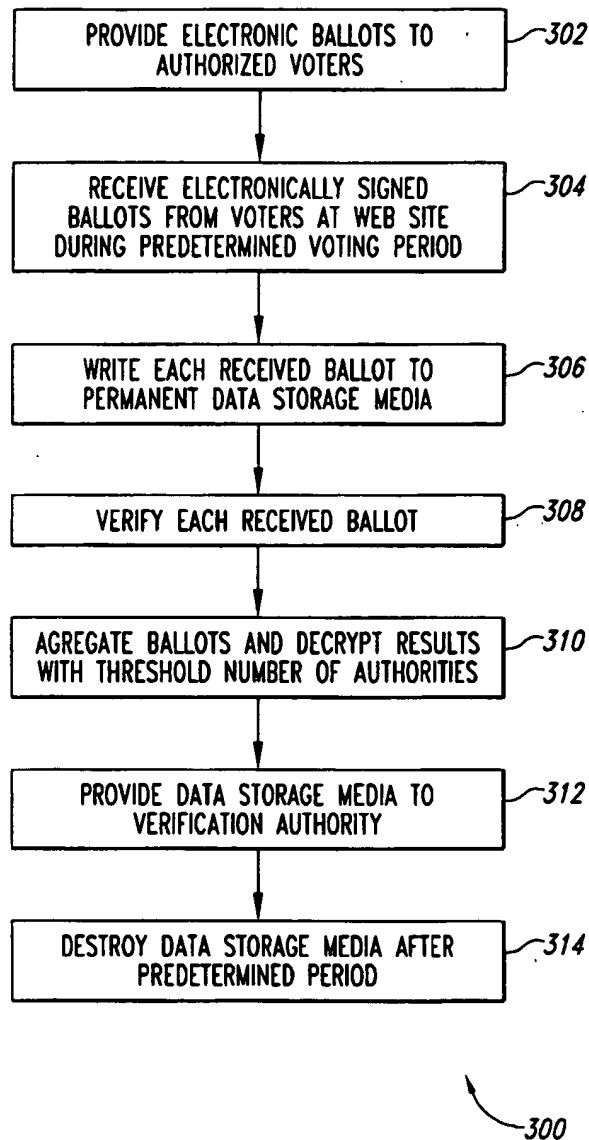 PROVIDE ELECTRONIC BALLOTS TO
AUTHORIZED VOTERS
302
RECEIVE ELECTRONICALLY SIGNED
BALLOTS FROM VOTERS AT WEB SITE
DURING PREDETERMINED VOTING PERIOD
304
WRITE EACH RECEIVED BALLOT TO
PERMANENT DATA STORAGE MEDIA
306
VERIFY EACH RECEIVED BALLOT
308
AGREGATE BALLOTS AND DECRYPT RESULTS
WITH THRESHOLD NUMBER OF AUTHORITIES
310
PROVIDE DATA STORAGE MEDIA TO
VERIFICATION AUTHORITY
312
DESTROY DATA STORAGE MEDIA AFTER
PREDETERMINED PERIOD
314
300